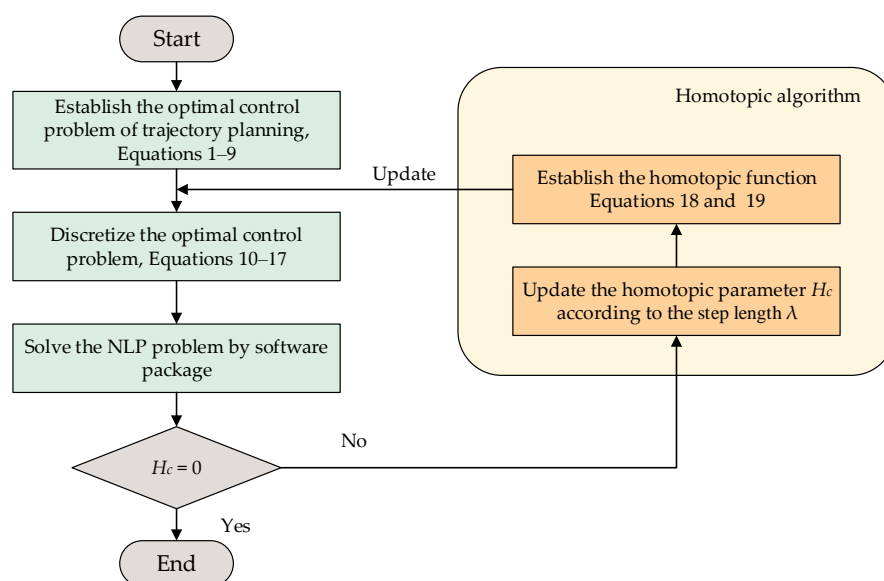 Start
Establish the optimal control
problem of trajectory planning,
Equations 1–9
Discretize the optimal control
problem, Equations 10–17
Solve the NLP problem by software
package
Hc = 0
Yes
End
No
Homotopic algorithm
Update the homotopic parameter Hc
according to the step length λ
Establish the homotopic function
Equations 18 and 19
Update